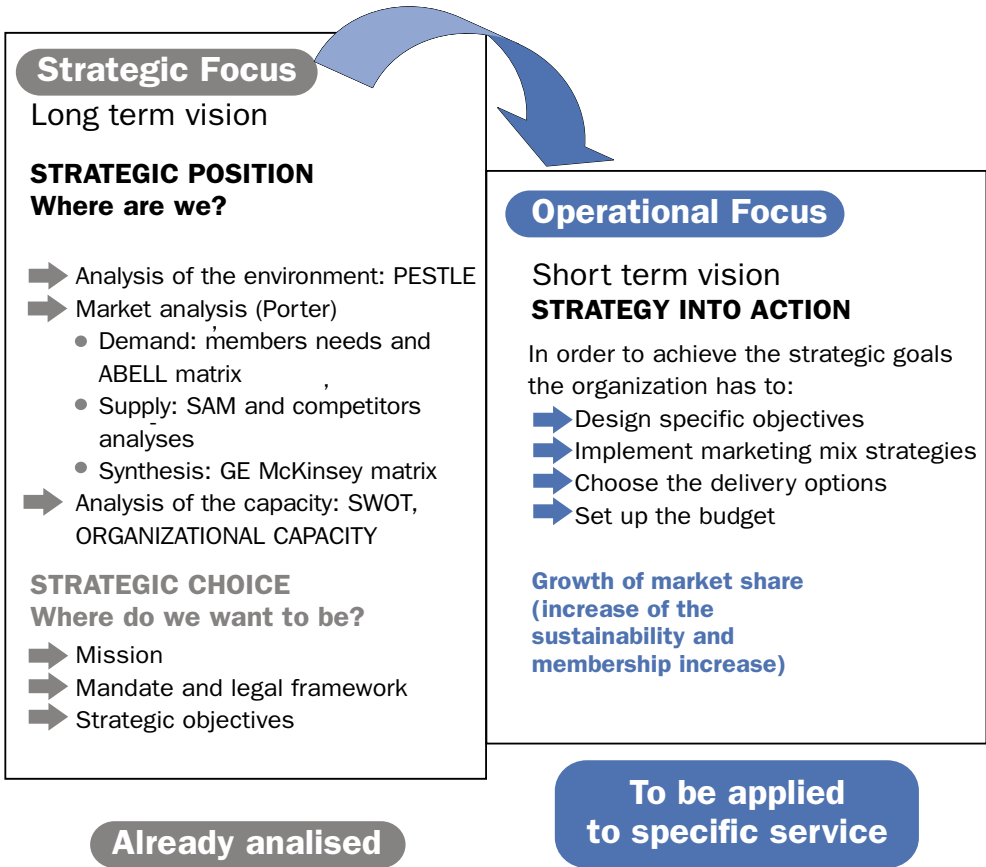 Strategic Focus
Long term vision
STRATEGIC POSITION
Where are we?
Analysis of the environment: PESTLE
Market analysis (Porter)
Demand: members’ needs and
ABELL matrix
Supply: SAM and competitors’
analyses
Synthesis: GE McKinsey matrix
Analysis of the capacity: SWOT,
ORGANIZATIONAL CAPACITY
STRATEGIC CHOICE
Where do we want to be?
Mission
Mandate and legal framework
Strategic objectives
Already analised
Operational Focus
Short term vision
STRATEGY INTO ACTION
In order to achieve the strategic goals
the organization has to:
Design specific objectives
Implement marketing mix strategies
Choose the delivery options
Set up the budget
Growth of market share
(increase of the
sustainability and
membership increase)
To be applied
to specific service